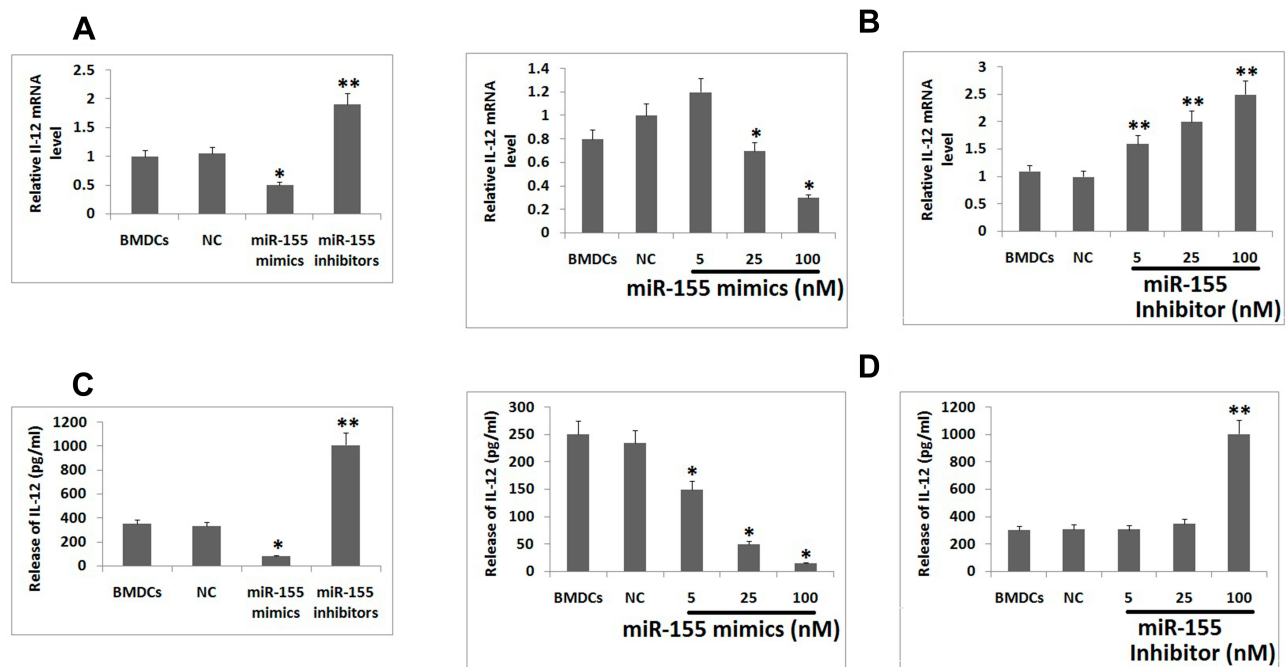 A
Relative Il-12 mRNA
level
2.5
2
1.5
1
0.5
0
*
**
BMDCs NC miR-155 miR-155
mimics inhibitors
B
Relative IL-12 mRNA
level
1.4
1.2
1
0.8
0.6
0.4
0.2
0
*
*
BMDCs NC 5 25 100
miR-155 mimics (nM)
Relative IL-12 mRNA
level
3
2.5
2
1.5
1
0.5
0
**
**
**
BMDCs NC 5 25 100
miR-155
Inhibitor (nM)
C
Release of IL-12 (pg/ml)
1200
1000
800
600
400
200
0
*
**
BMDCs NC miR-155 miR-155
mimics inhibitors
D
Release of IL-12 (pg/ml)
300
250
200
150
100
50
0
*
*
*
BMDCs NC 5 25 100
miR-155 mimics (nM)
Release of IL-12 (pg/ml)
1200
1000
800
600
400
200
0
**
BMDCs NC 5 25 100
miR-155
Inhibitor (nM)